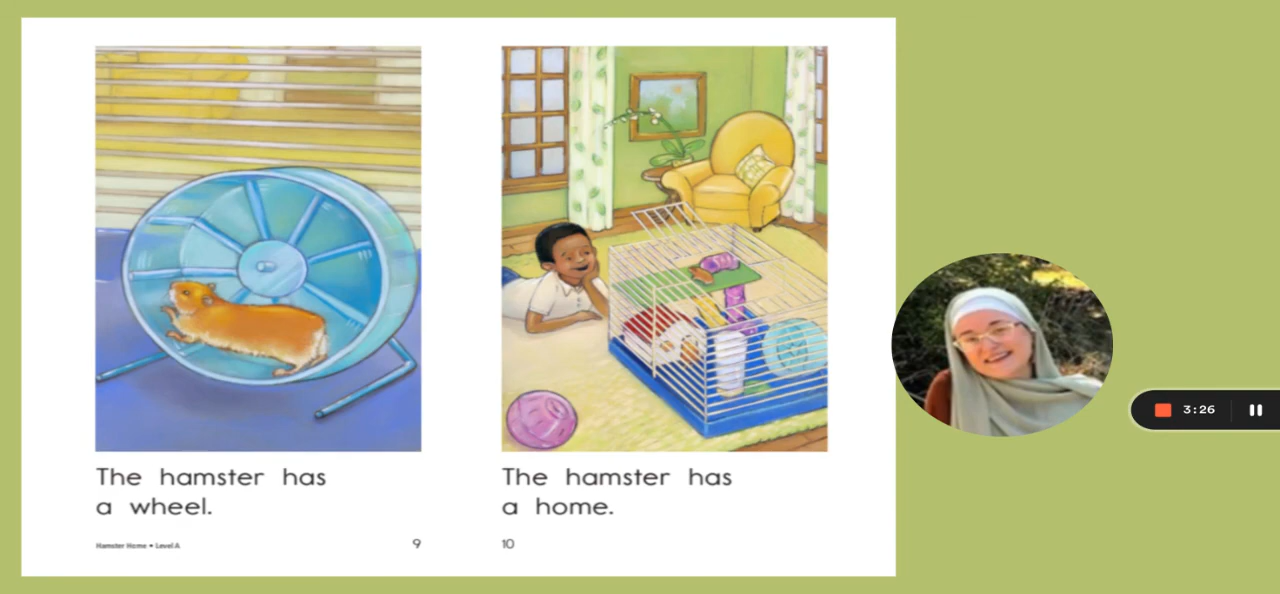 The hamster has
a wheel.
Hamster Home • Level A
9
The hamster has
a home.
10
3:26